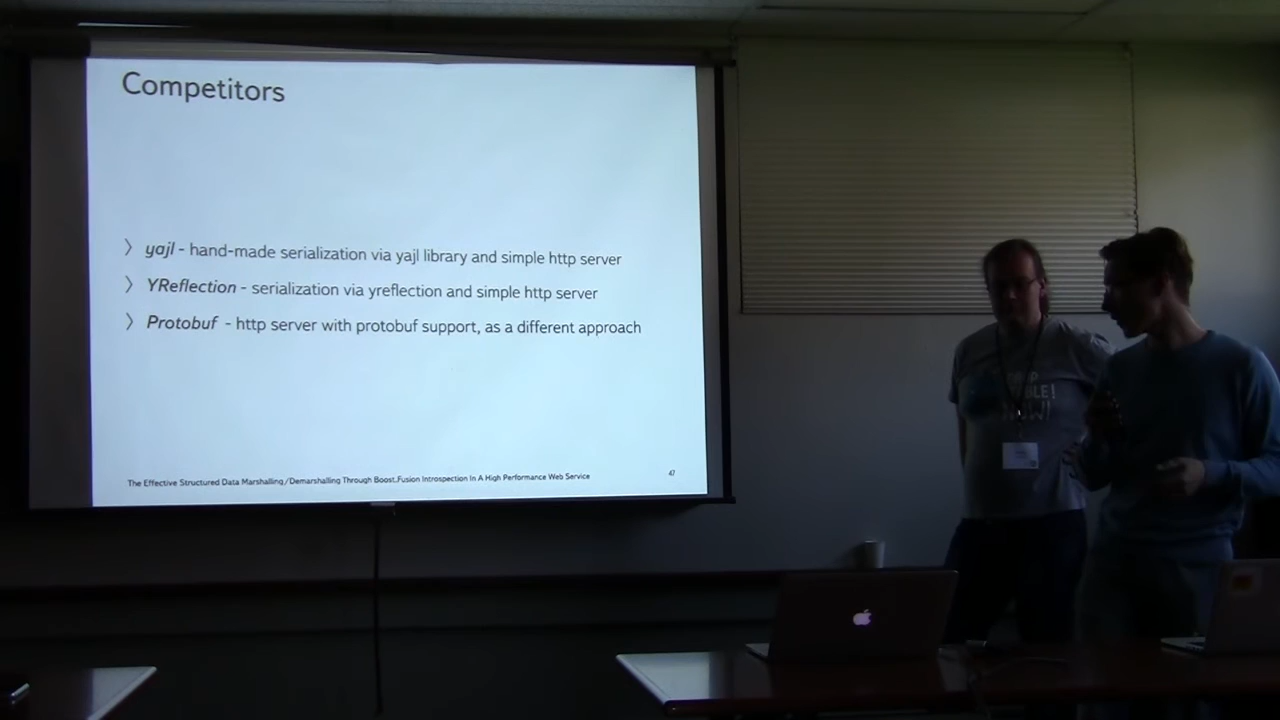 Competitors
〉 yajl - hand-made serialization via yajl library and simple http server
〉 YReflection - serialization via yreflection and simple http server
〉 Protobuf - http server with protobuf support, as a different approach
The Effective Structured Data Marshalling/Demarshalling Through Boost.Fusion Introspection In A High Performance Web Service
47